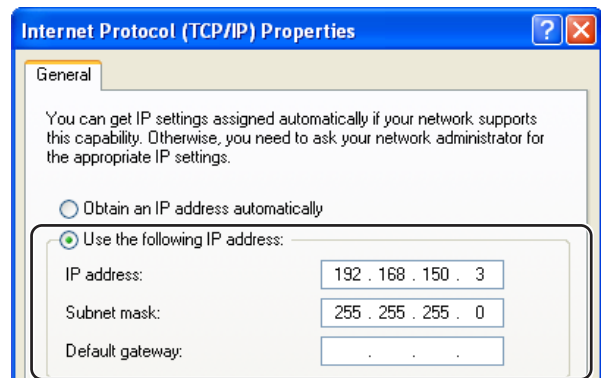 Internet Protocol (TCP/IP) Properties
General
You can get IP settings assigned automatically if your network supports
this capability. Otherwise, you need to ask your network administrator for
the appropriate IP settings.
Obtain an IP address automatically
Use the following IP address:
IP address: 192 . 168 . 150 . 3
Subnet mask: 255 . 255 . 255 . 0
Default gateway: . . .